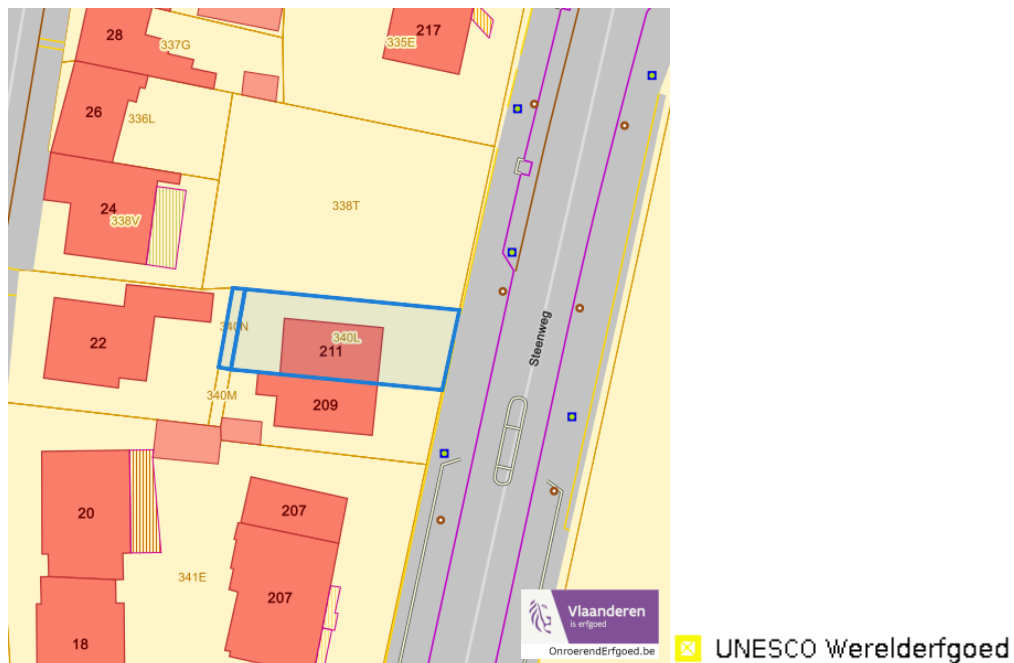 28
337G
217
335E
26
336L
24
338V
338T
340N
340L
22
211
Steenweg
340M
209
20
207
341E
207
18
Vlaanderen
is erfgoed
OnroerendErfgoed.be
UNESCO Werelderfgoed